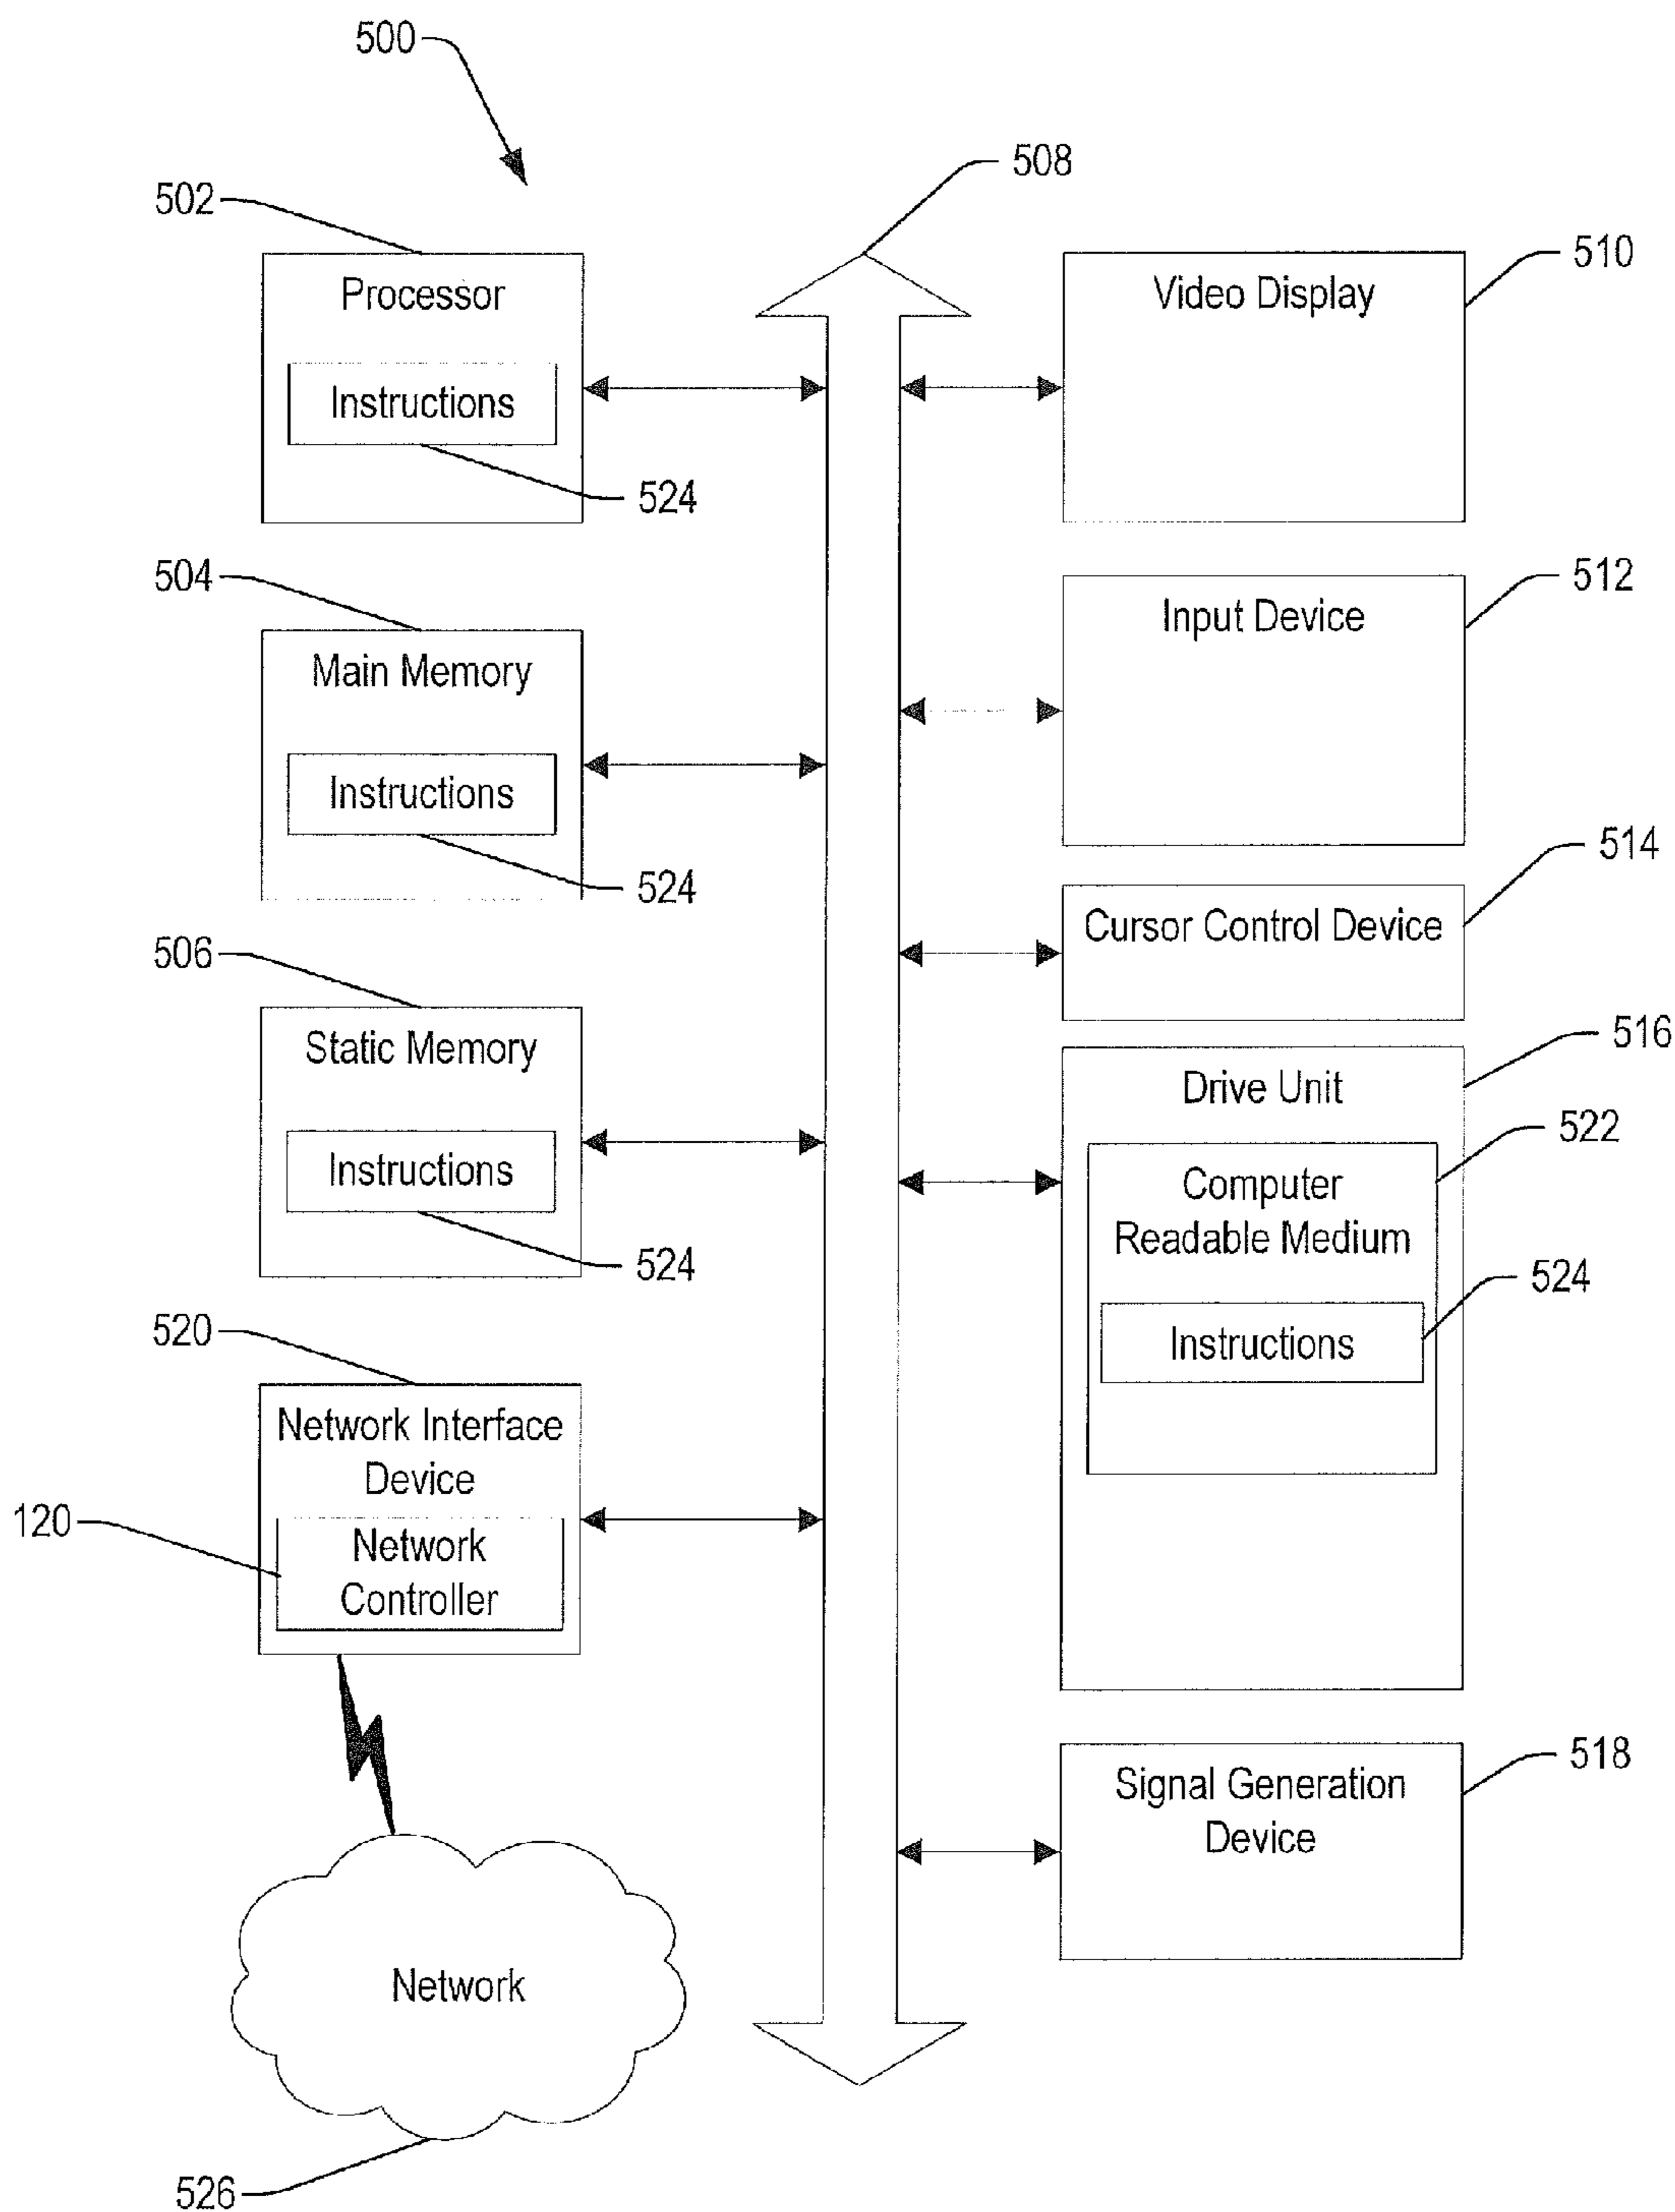 500
508
502
Processor
Instructions
524
510
Video Display
504
Main Memory
Instructions
524
512
Input Device
514
Cursor Control Device
506
Static Memory
Instructions
524
516
Drive Unit
522
Computer
Readable Medium
524
Instructions
520
Network Interface
Device
120
Network
Controller
518
Signal Generation
Device
Network
526